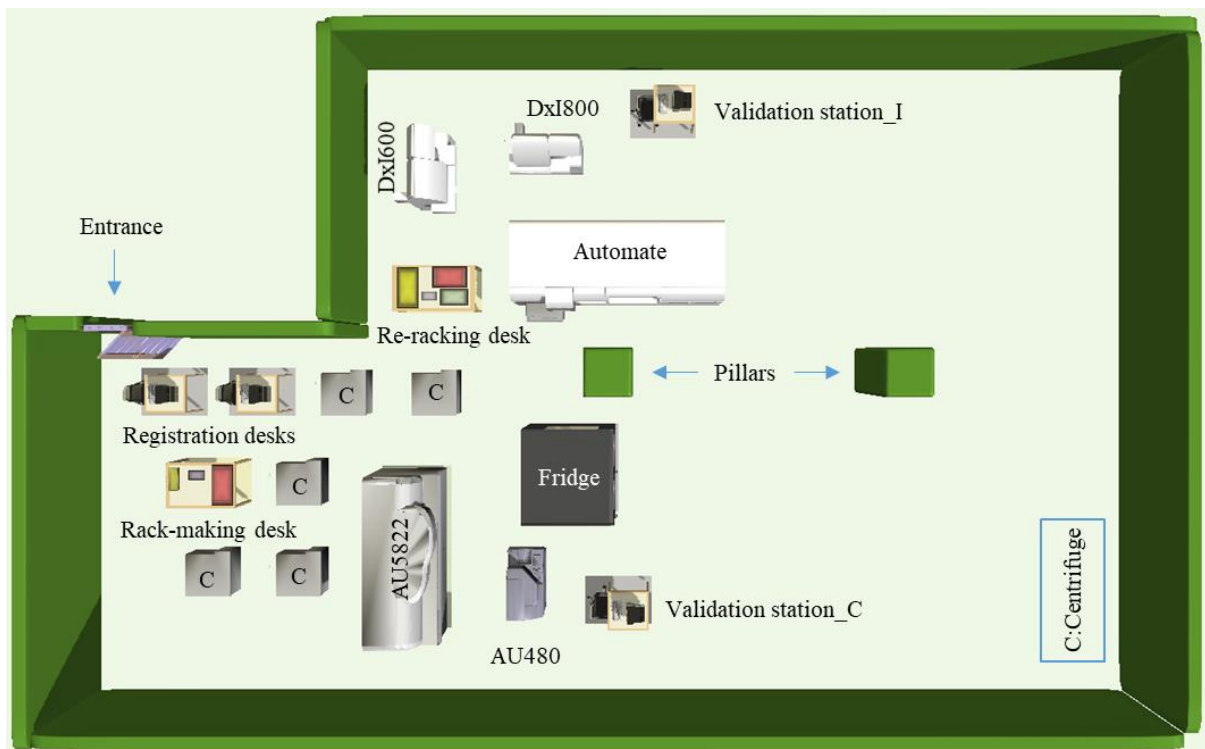 DxI800
Validation station_I
DxI600
Entrance
Automate
Re-racking desk
Pillars
C
C
Registration desks
C
Fridge
Rack-making desk
AU5822
C
C
C:Centrifuge
Validation station_C
AU480